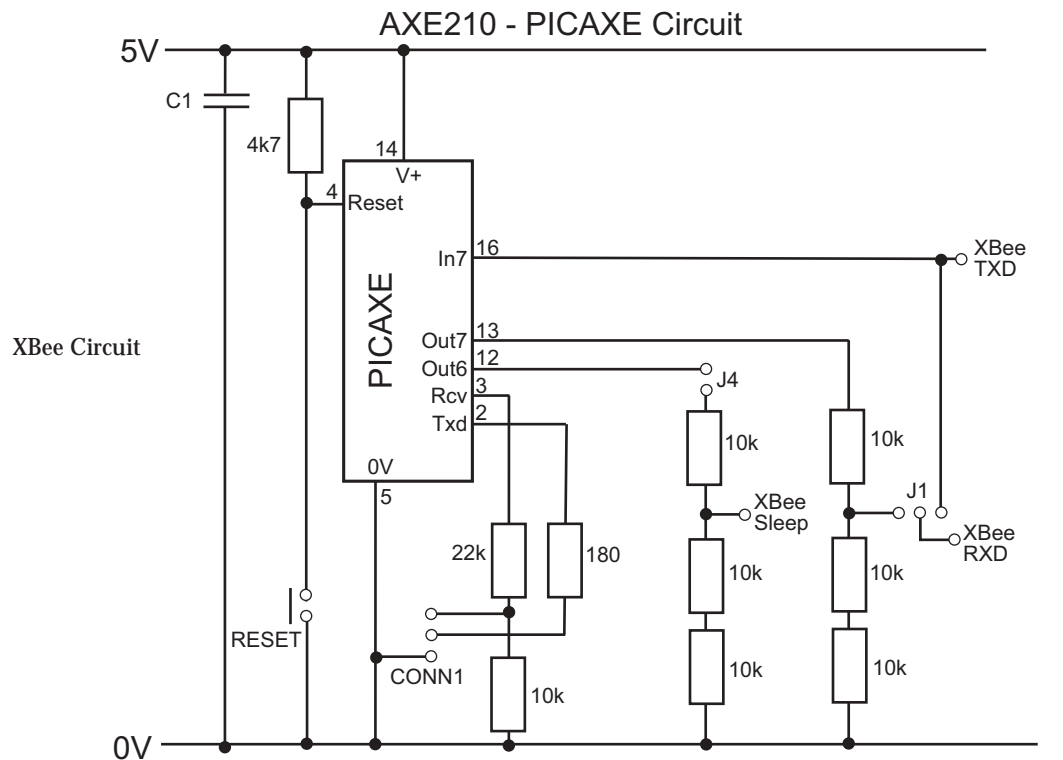 AXE210 - PICAXE Circuit
5V
C1
4k7
14
V+
4
Reset
16
In7
XBee
TXD
PICAXE
XBee Circuit
Out7
13
Out6
12
J4
Rcv
3
Txd
2
10k
10k
0V
5
J1
XBee
Sleep
XBee
RXD
22k
180
10k
10k
RESET
CONN1
10k
10k
10k
0V